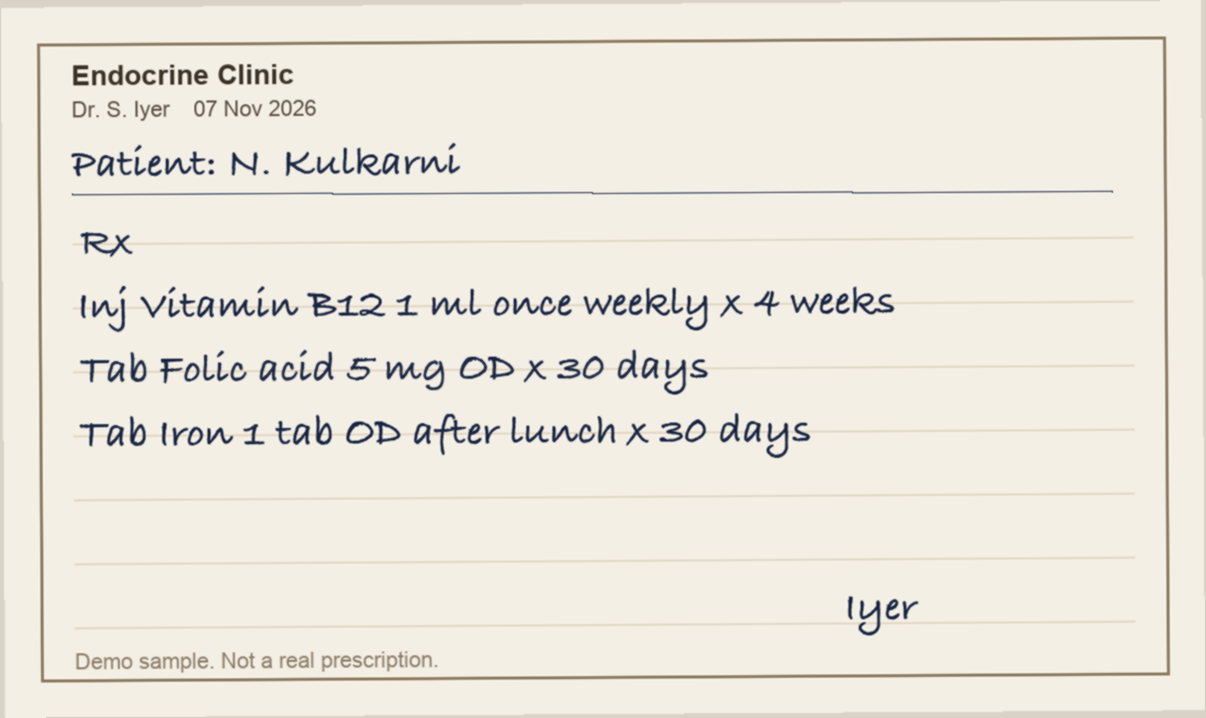 Endocrine Clinic
Dr. S. Iyer 07 Nov 2026
Patient: N. Kulkarni
Rx
Inj Vitamin B12 1 ml once weekly x 4 weeks
Tab Folic acid 5 mg OD x 30 days
Tab Iron 1 tab OD after lunch x 30 days
Iyer
Demo sample. Not a real prescription.